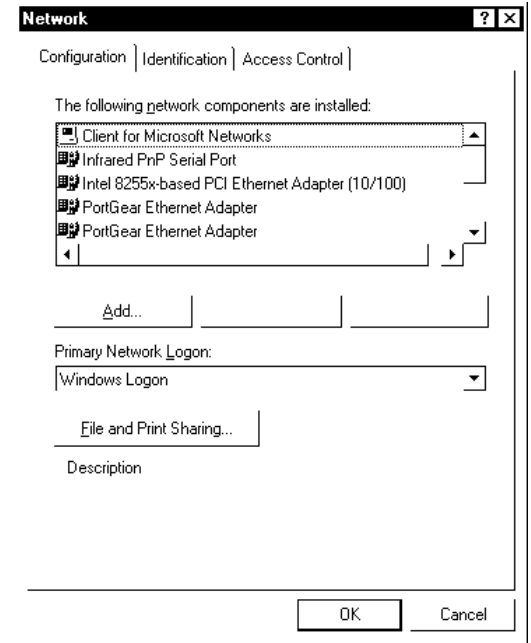 Network
Configuration Identification Access Control
The following network components are installed:
Client for Microsoft Networks
Infrared PnP Serial Port
Intel 8255x-based PCI Ethernet Adapter (10/100)
PortGear Ethernet Adapter
PortGear Ethernet Adapter
Add...
Primary Network Logon:
Windows Logon
File and Print Sharing...
Description
OK Cancel